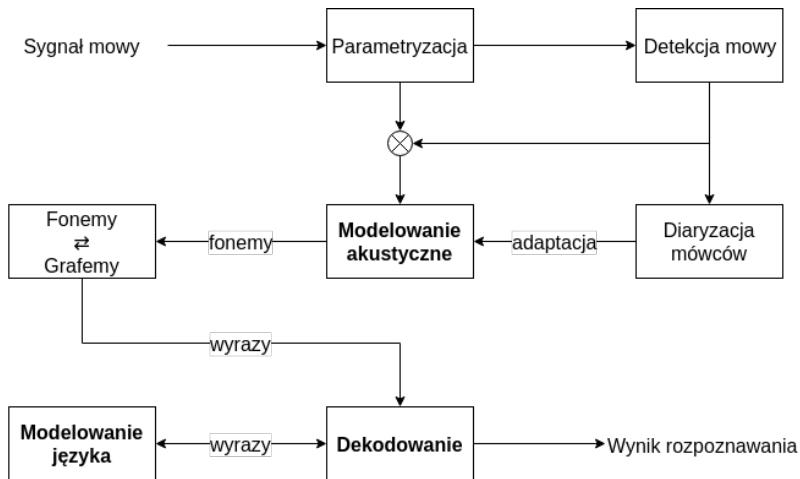 Sygnał mowy
Parametryzacja
Detekcja mowy
Fonemy
⇄
Grafemy
fonemy
Modelowanie
akustyczne
adaptacja
Diaryzacja
mówców
wyrazy
Modelowanie
języka
wyrazy
Dekodowanie
Wynik rozpoznawania